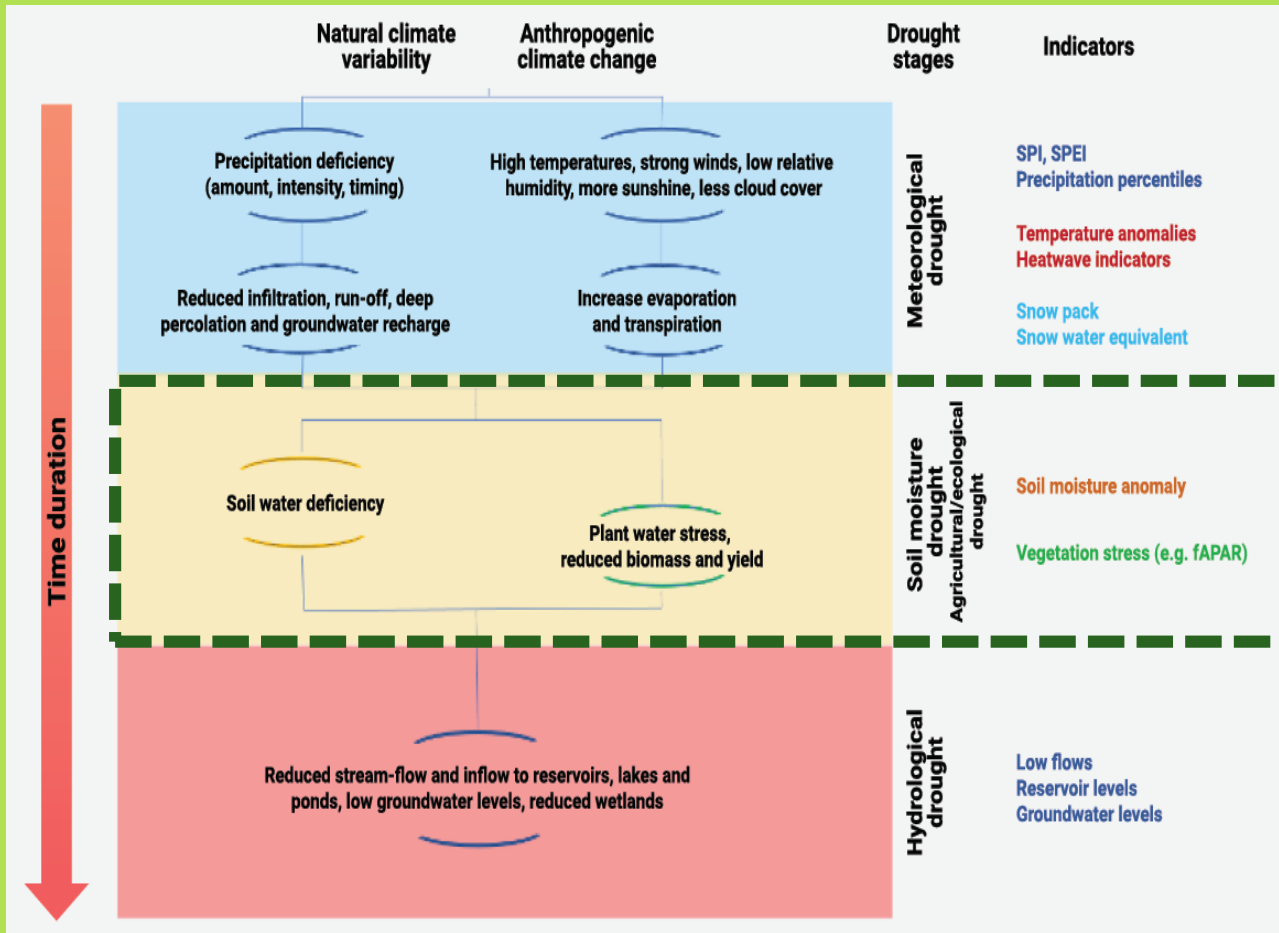 Natural climate
variability
Anthropogenic
climate change
Drought
stages
Indicators
Time duration
Precipitation deficiency
(amount, intensity, timing)
High temperatures, strong winds, low relative
humidity, more sunshine, less cloud cover
Reduced infiltration, run-off, deep
percolation and groundwater recharge
Increase evaporation
and transpiration
Meteorological
drought
SPI, SPEI
Precipitation percentiles
Temperature anomalies
Heatwave indicators
Snow pack
Snow water equivalent
Soil water deficiency
Plant water stress,
reduced biomass and yield
Soil moisture
drought
Agricultural/ecological
drought
Soil moisture anomaly
Vegetation stress (e.g. fAPAR)
Reduced stream-flow and inflow to reservoirs, lakes and
ponds, low groundwater levels, reduced wetlands
Hydrological
drought
Low flows
Reservoir levels
Groundwater levels